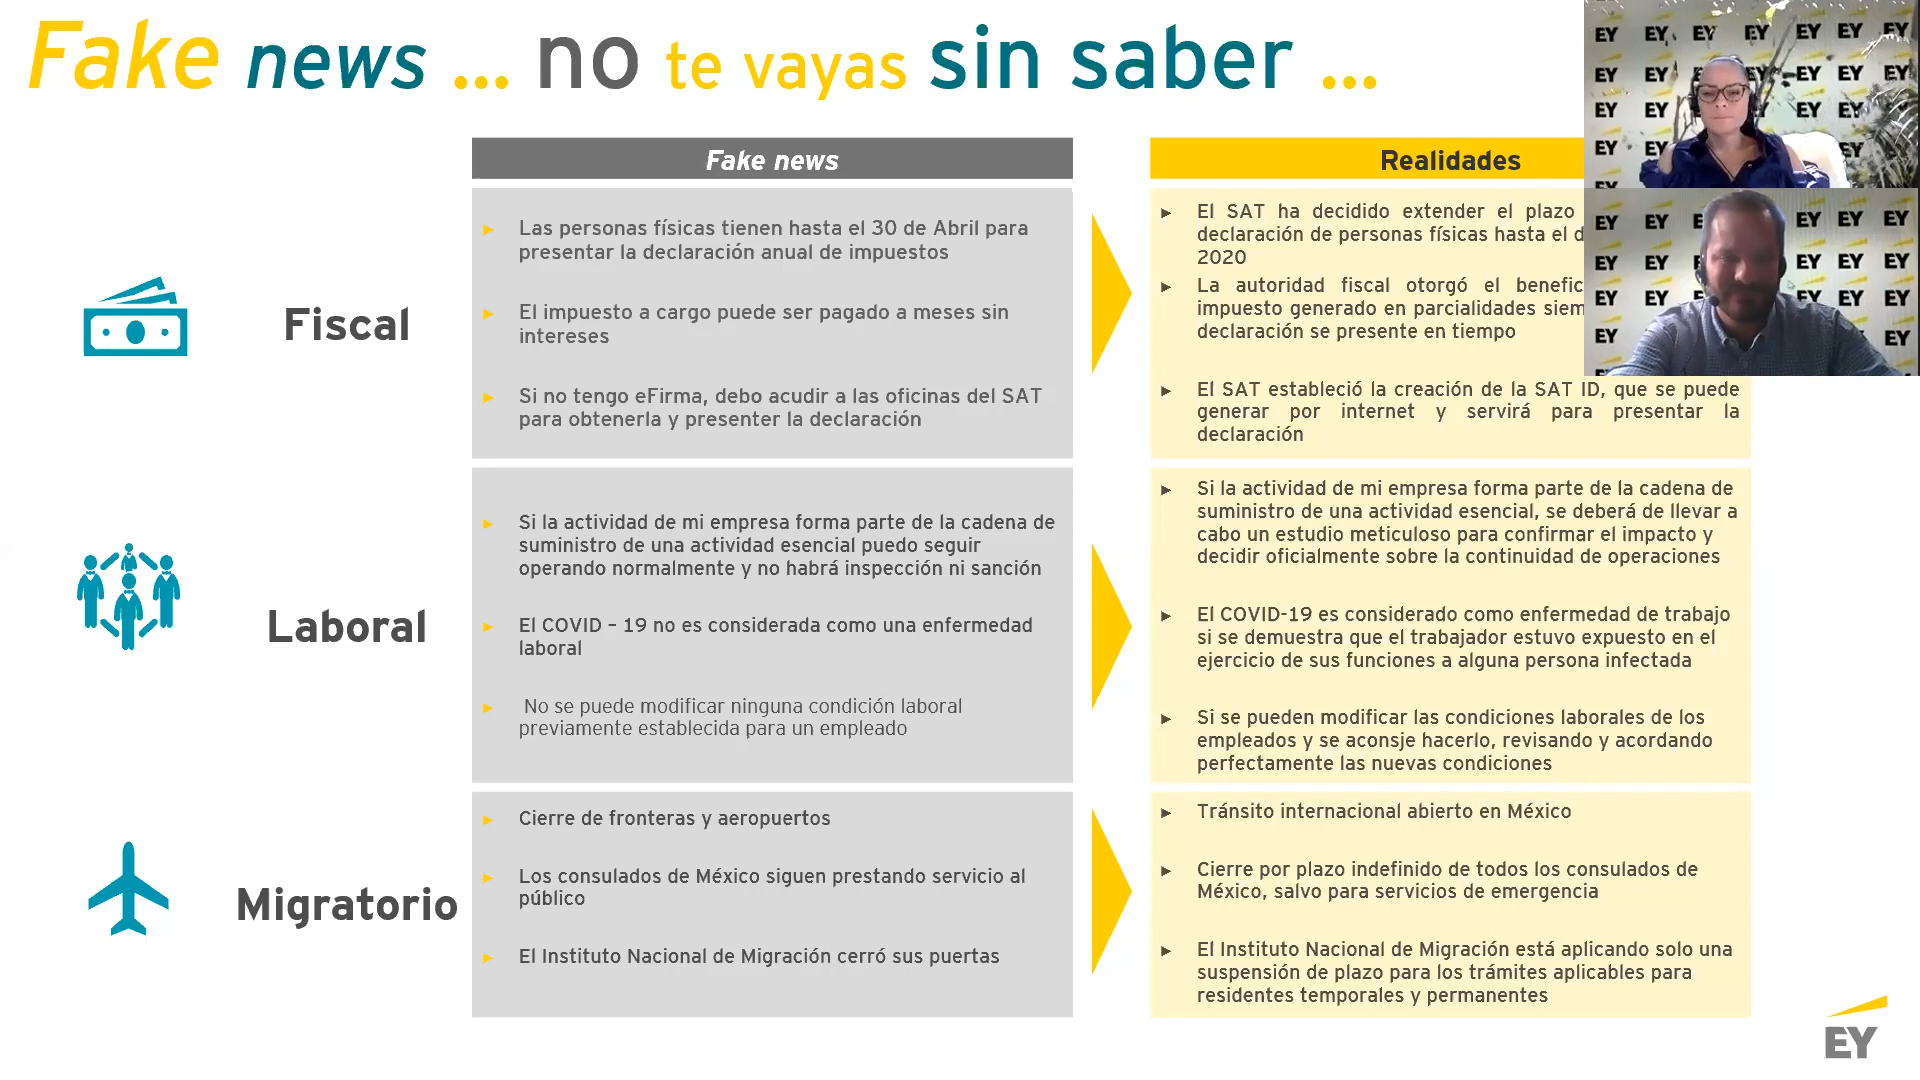 Fake news ... no te vayas sin saber ...
Fake news
Realidades
Fiscal
Las personas físicas tienen hasta el 30 de Abril para
presentar la declaración anual de impuestos
El impuesto a cargo puede ser pagado a meses sin
intereses
Si no tengo eFirma, debo acudir a las oficinas del SAT
para obtenerla y presenter la declaración
El SAT ha decidido extender el plazo
declaración de personas físicas hasta el
2020
La autoridad fiscal otorgó el
impuesto generado en parcialidades
declaración se presente en tiempo
El SAT estableció la creación de la SAT ID, que se puede
generar por internet y servirá para presentar la
declaración
Laboral
Si la actividad de mi empresa forma parte de la cadena de
suministro de una actividad esencial puedo seguir
operando normalmente y no habrá inspección ni sanción
El COVID – 19 no es considerada como una enfermedad
laboral
No se puede modificar ninguna condición laboral
previamente establecida para un empleado
Si la actividad de mi empresa forma parte de la cadena de
suministro de una actividad esencial, se deberá de llevar a
cabo un estudio meticuloso para confirmar el impacto y
decidir oficialmente sobre la continuidad de operaciones
El COVID-19 es considerado como enfermedad de trabajo
si se demuestra que el trabajador estuvo expuesto en el
ejercicio de sus funciones a alguna persona infectada
Si se pueden modificar las condiciones laborales de los
empleados y se aconsje hacerlo, revisando y acordando
perfectamente las nuevas condiciones
Migratorio
Cierre de fronteras y aeropuertos
Los consulados de México siguen prestando servicio al
público
El Instituto Nacional de Migración cerró sus puertas
Tránsito internacional abierto en México
Cierre por plazo indefinido de todos los consulados de
México, salvo para servicios de emergencia
El Instituto Nacional de Migración está aplicando solo una
suspensión de plazo para los trámites aplicables para
residentes temporales y permanentes
EY